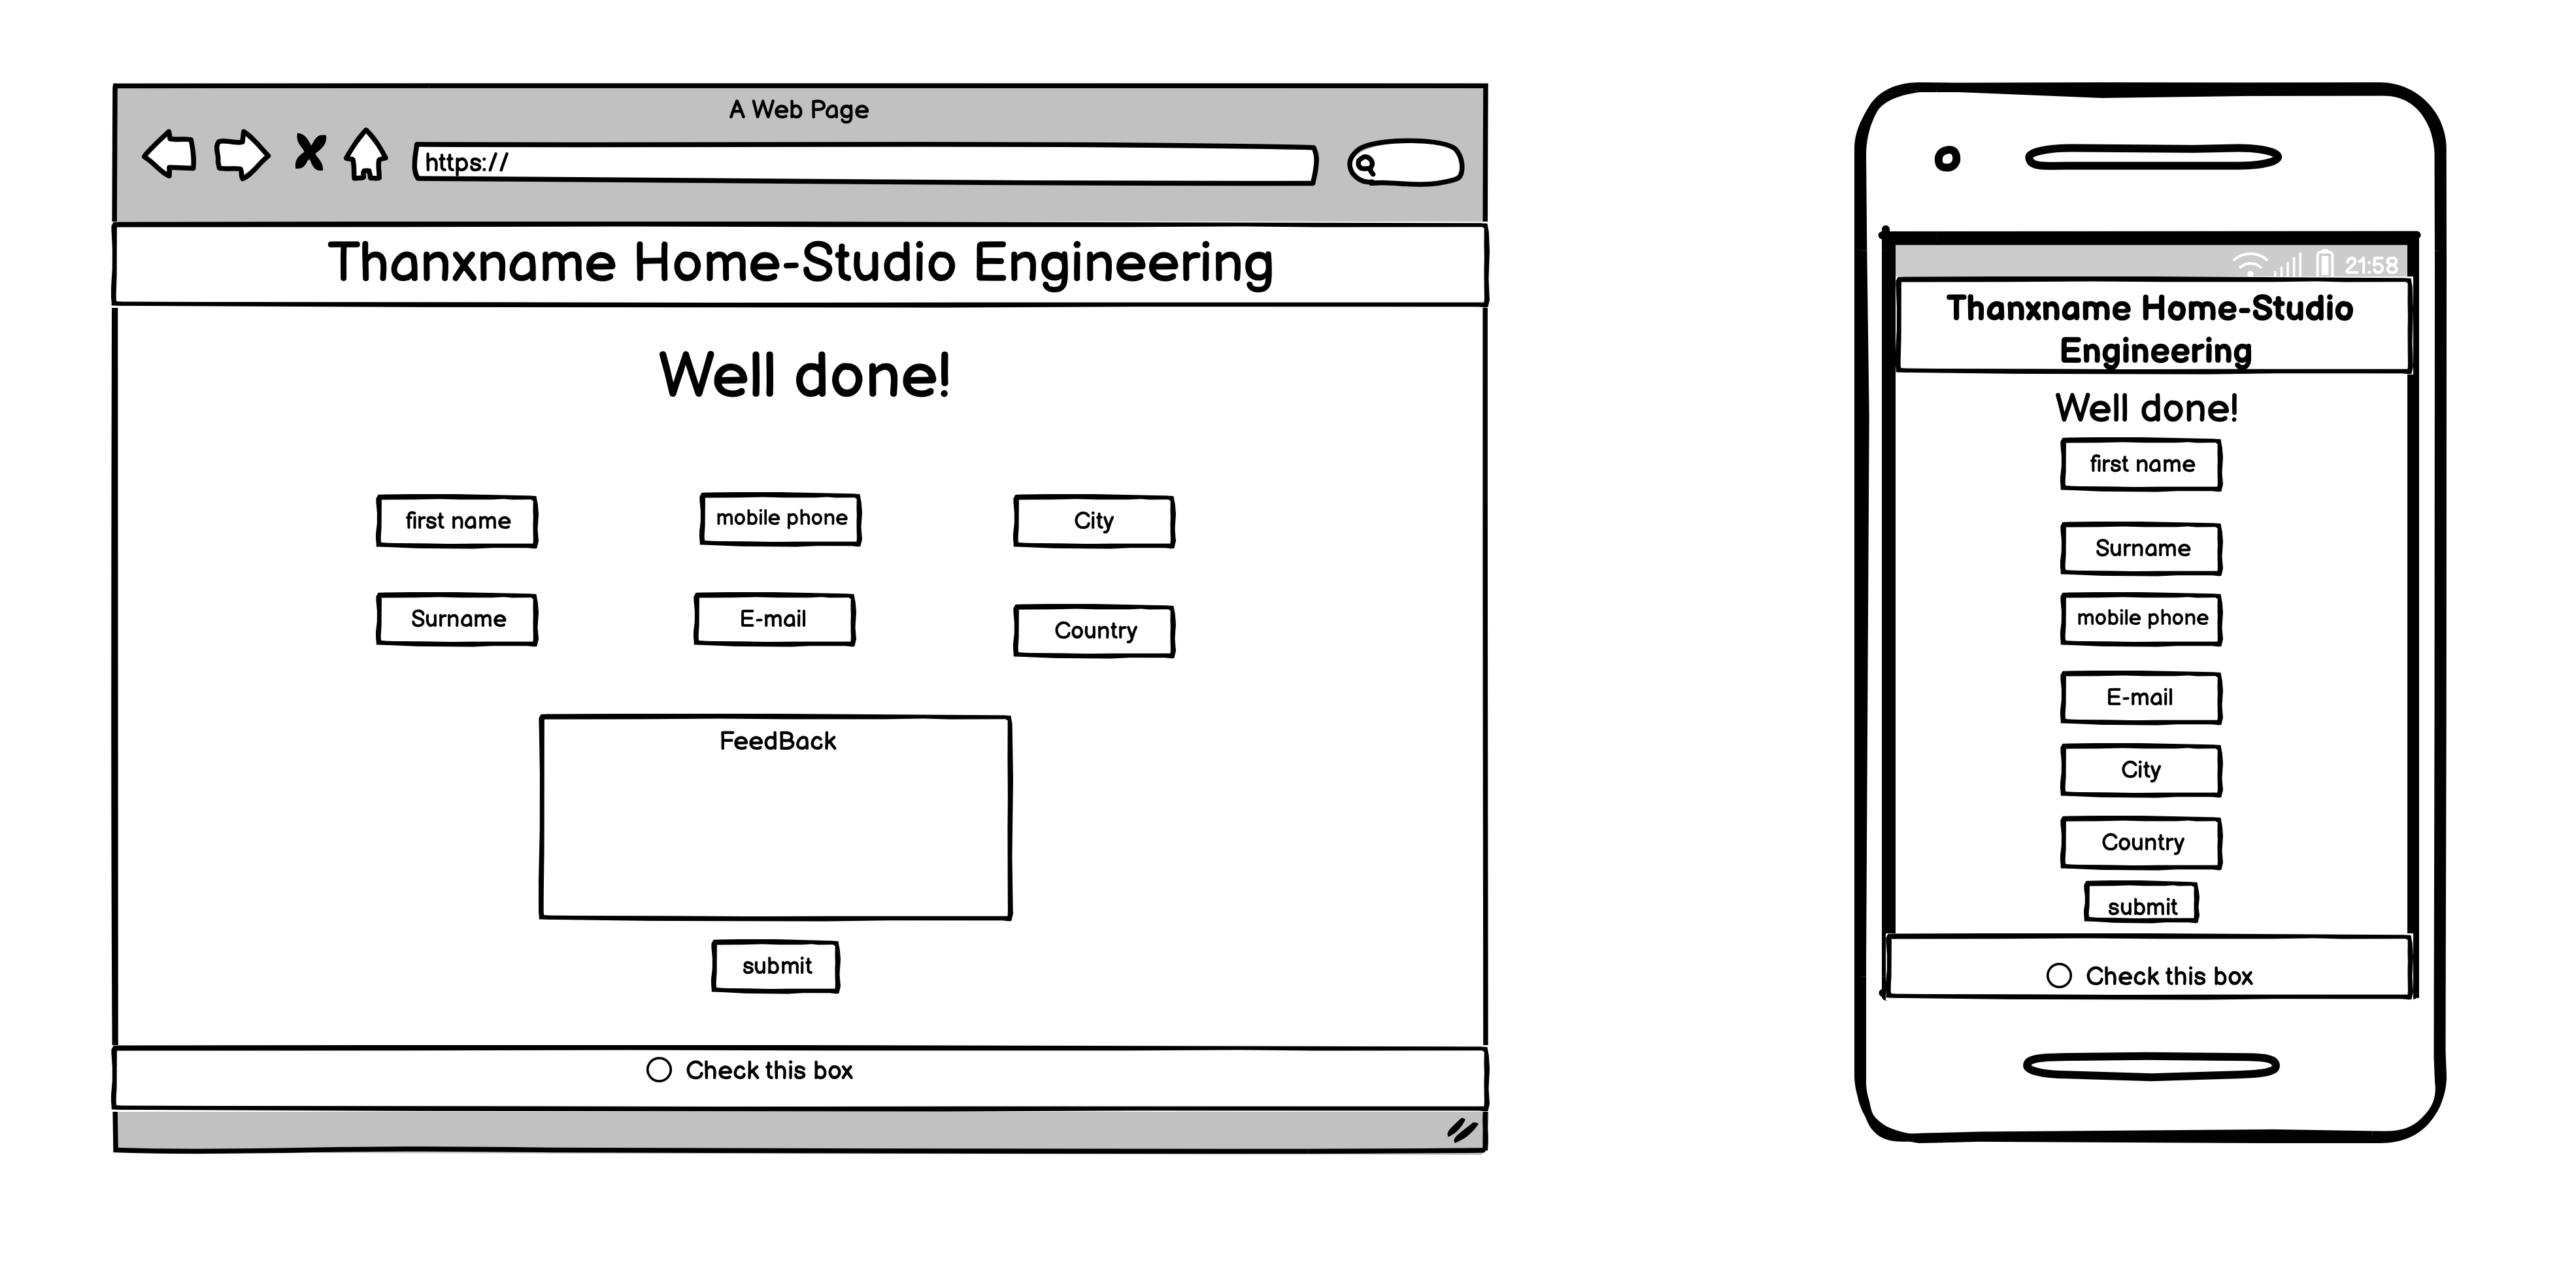 A Web Page
https://
Thanxname Home-Studio Engineering
Well done!
first name
mobile phone
City
Surname
E-mail
Country
FeedBack
submit
Check this box
21:58
Thanxname Home-Studio
Engineering
Well done!
first name
Surname
mobile phone
E-mail
City
Country
submit
Check this box